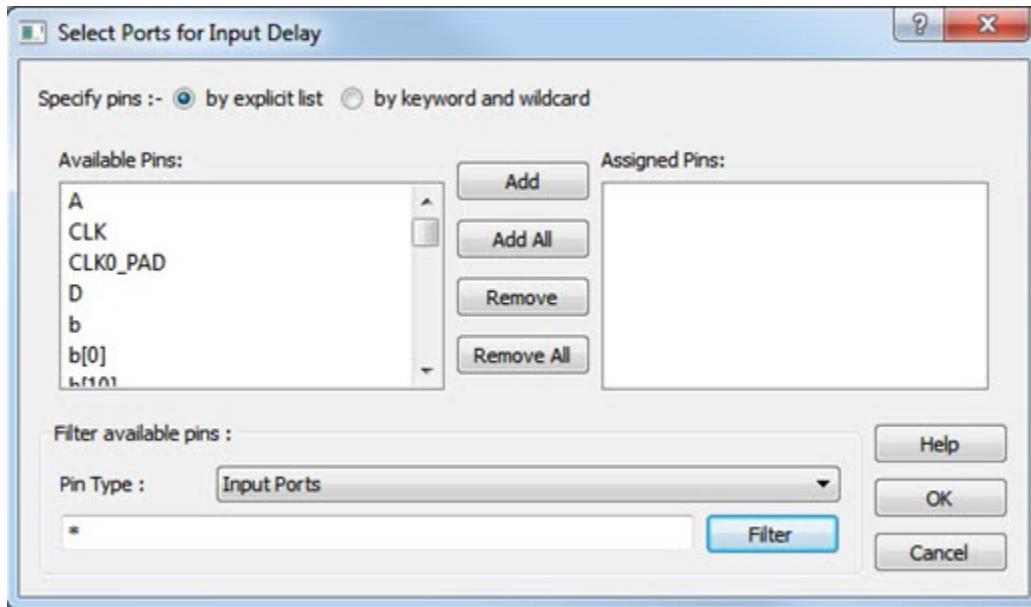 Select Ports for Input Delay
Specify pins :- by explicit list by keyword and wildcard
Available Pins:
A
CLK
CLK0_PAD
D
b
b[0]
b[10]
Add
Add All
Remove
Remove All
Assigned Pins:
Filter available pins :
Pin Type : Input Ports
*
Filter
Help
OK
Cancel